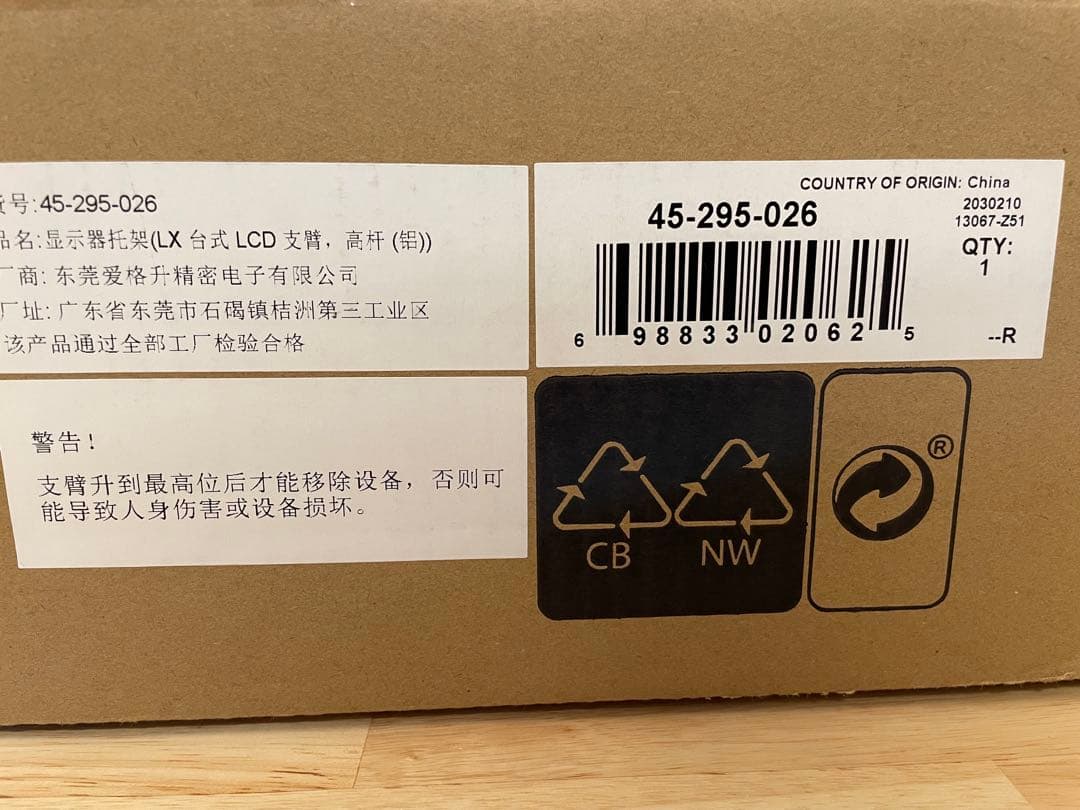 号:45-295-026
品名:显示器托架(LX 台式 LCD 支臂，高杆 (铝))
厂商: 东莞爱格升精密电子有限公司
厂址: 广东省东莞市石碣镇桔洲第三工业区
该产品通过全部工厂检验合格
警告！
支臂升到最高位后才能移除设备，否则可
能导致人身伤害或设备损坏。
COUNTRY OF ORIGIN: China
45-295-026
2030210
13067-Z51
QTY:
1
6 98833 02062 5
--R
CB
NW
®